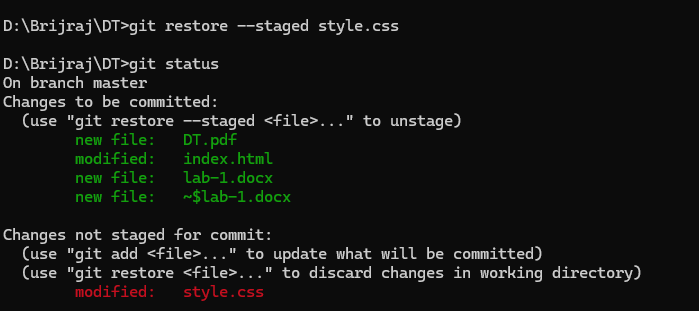 D:\Brijraj\DT>git restore --staged style.css
D:\Brijraj\DT>git status
On branch master
Changes to be committed:
  (use "git restore --staged <file>..." to unstage)
        new file:   DT.pdf
        modified:   index.html
        new file:   lab-1.docx
        new file:   ~$lab-1.docx
Changes not staged for commit:
  (use "git add <file>..." to update what will be committed)
  (use "git restore <file>..." to discard changes in working directory)
        modified:   style.css